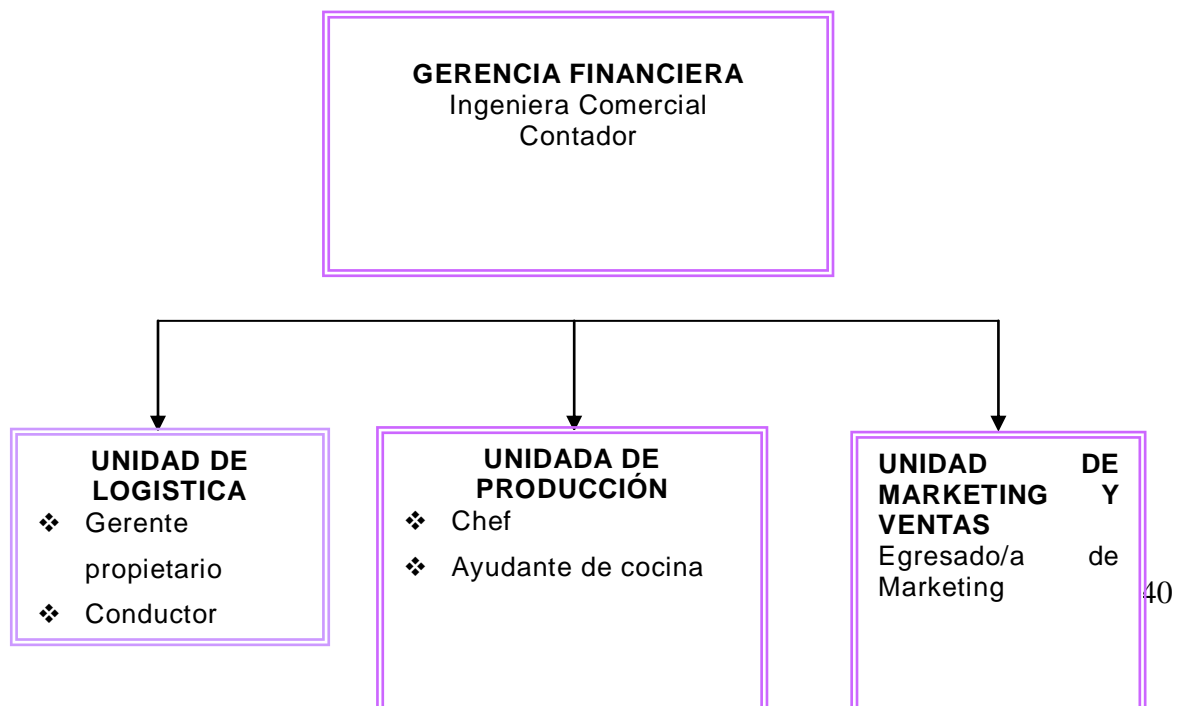 GERENCIA FINANCIERA
Ingeniera Comercial
Contador
UNIDAD DE
LOGISTICA
❖ Gerente
propietario
❖ Conductor
UNIDADA DE
PRODUCCIÓN
❖ Chef
❖ Ayudante de cocina
UNIDAD DE
MARKETING Y
VENTAS
Egresado/a de
Marketing
40